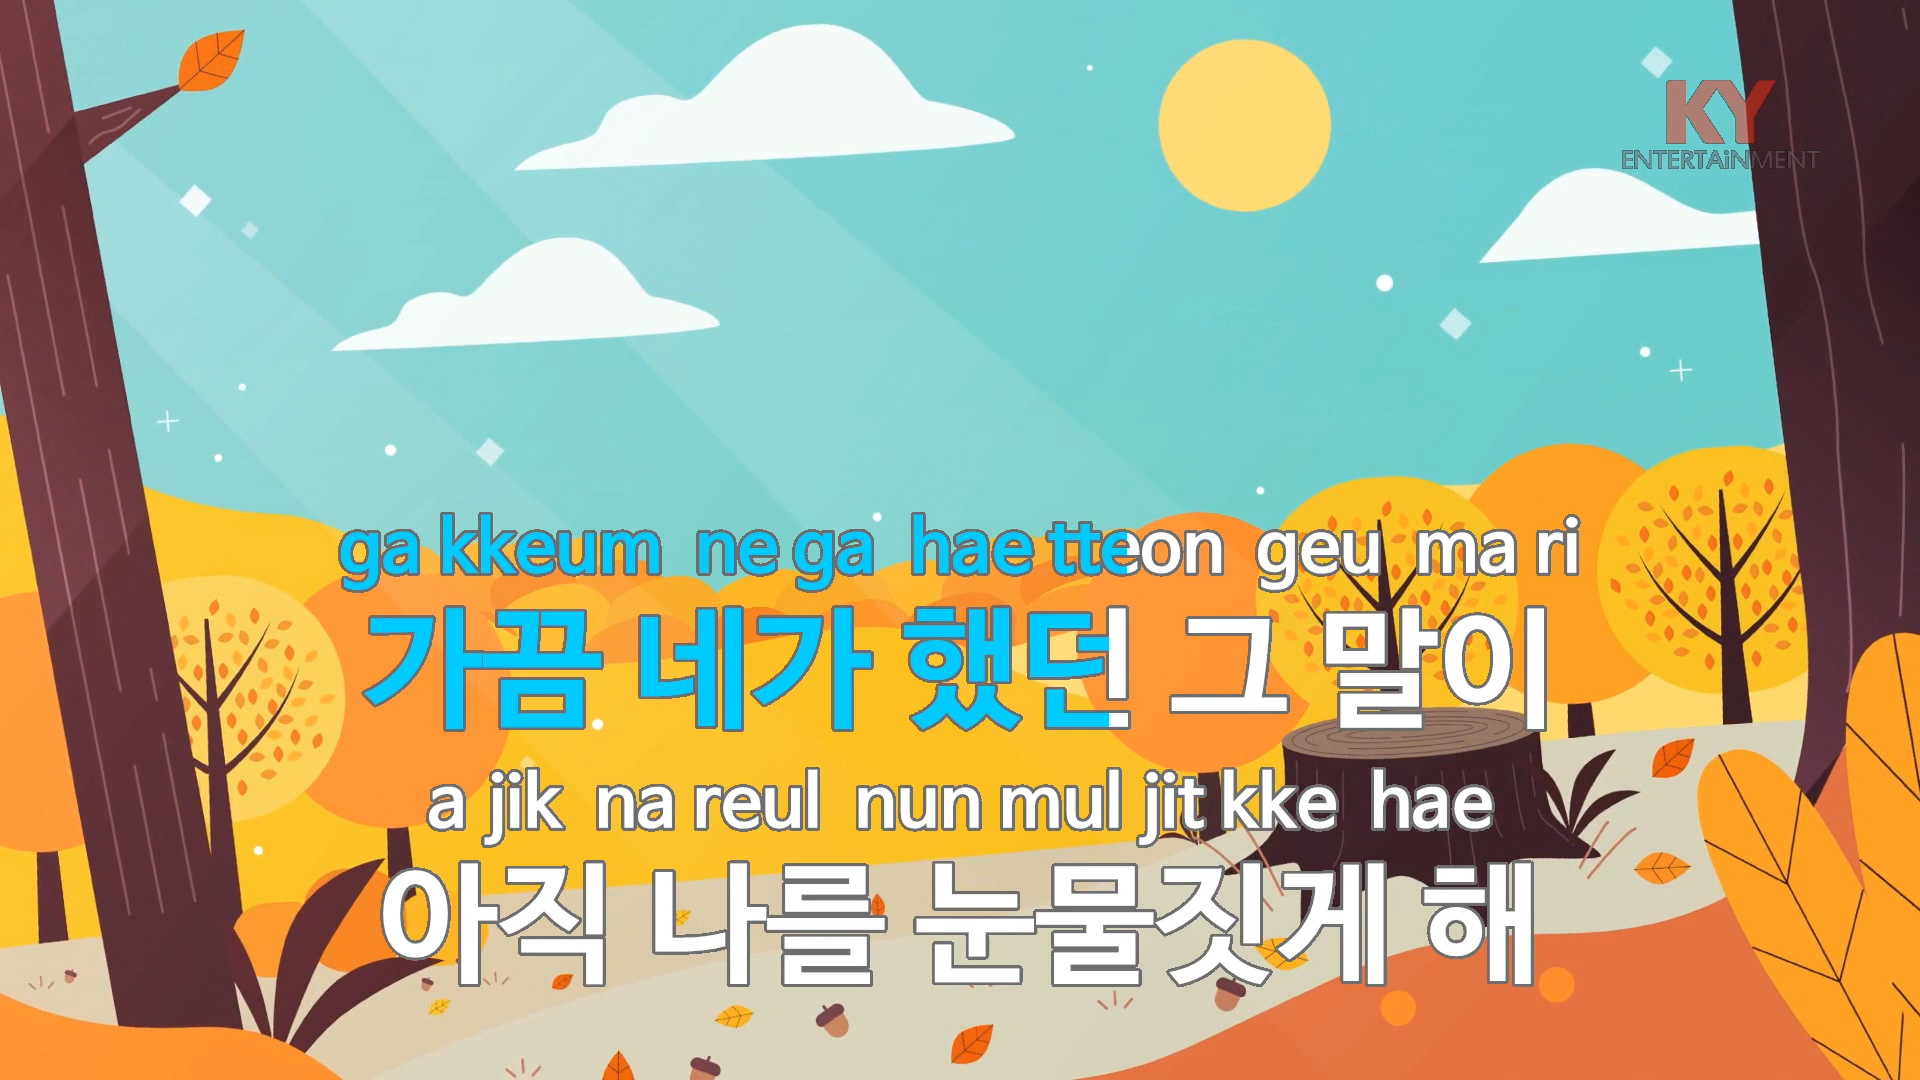 KY
ENTERTAiNMENT
ga kkeum ne ga hae tteon geu ma ri
가끔 네가 했던 그 말이
a jik na reul nun mul jit kke hae
아직 나를 눈물짓게 해